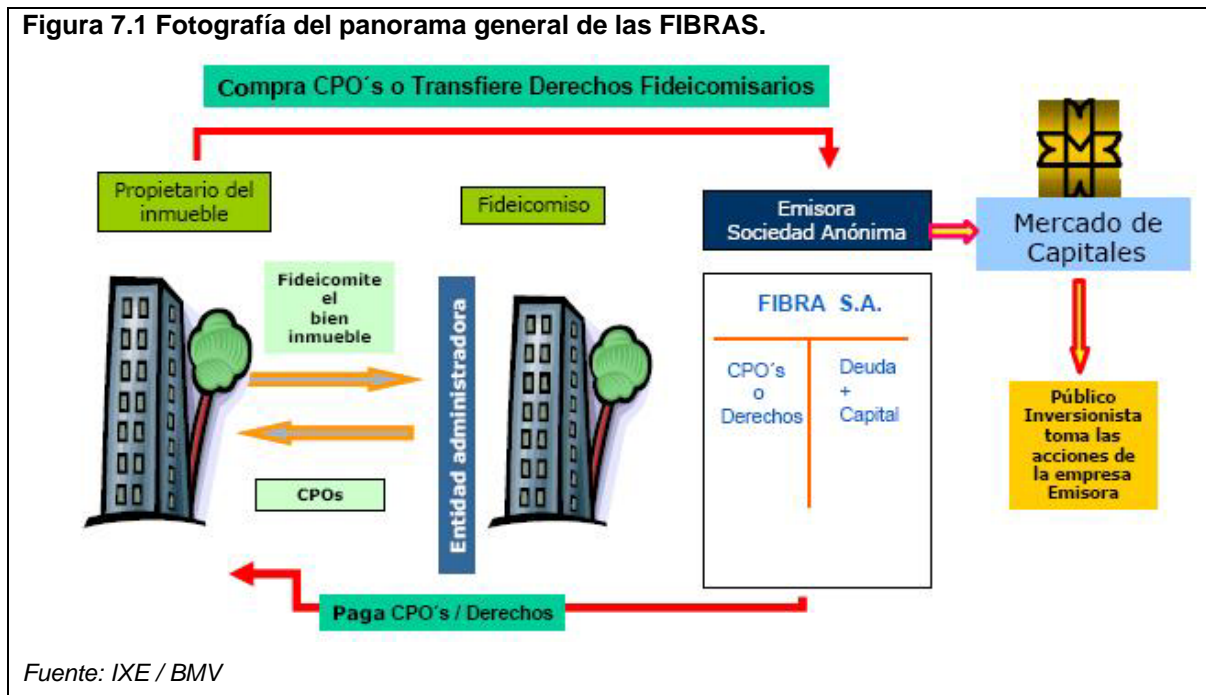 Figura 7.1 Fotografía del panorama general de las FIBRAS.
Compra CPO´s o Transfiere Derechos Fideicomisarios
Propietario del
inmueble
Fideicomiso
Emisora
Sociedad Anónima
Mercado de
Capitales
Fideicomite
el
bien
inmueble
CPOs
Entidad administradora
FIBRA S.A.
CPO´s
o
Derechos
Deuda
+
Capital
Público
Inversionista
toma las
acciones de
la empresa
Emisora
Paga CPO´s / Derechos
Fuente: IXE / BMV